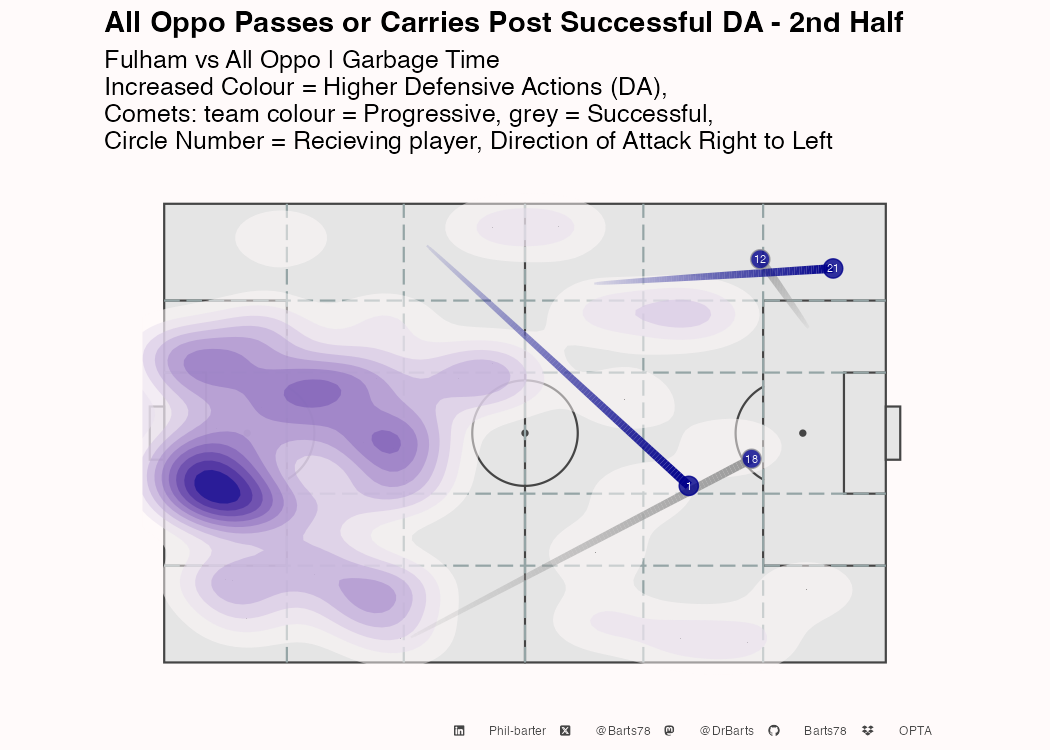 All Oppo Passes or Carries Post Successful DA - 2nd Half
Fulham vs All Oppo | Garbage Time
Increased Colour = Higher Defensive Actions (DA),
Comets: team colour = Progressive, grey = Successful,
Circle Number = Recieving player, Direction of Attack Right to Left
12
21
18
1
Phil-barter @Barts78 @DrBarts Barts78 OPTA